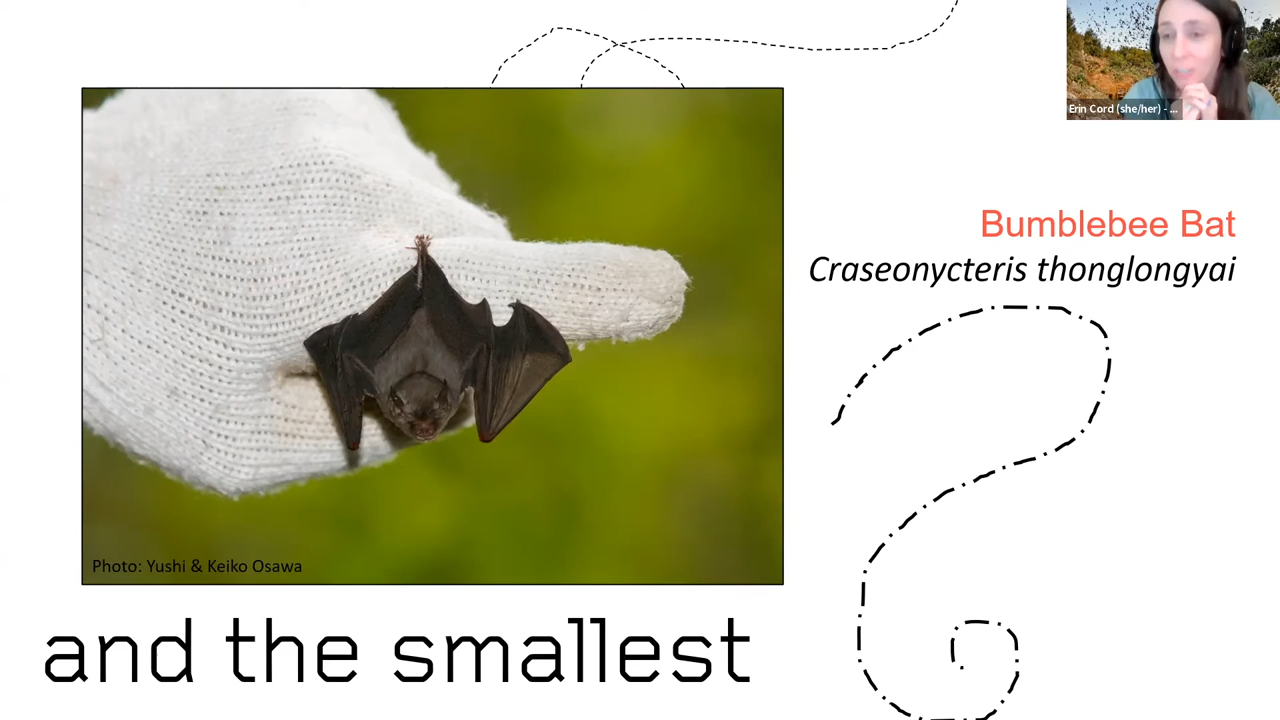 Erin Cord (she/her) - ...
Bumblebee Bat
Craseonycteris thonglongyai
Photo: Yushi & Keiko Osawa
and the smallest